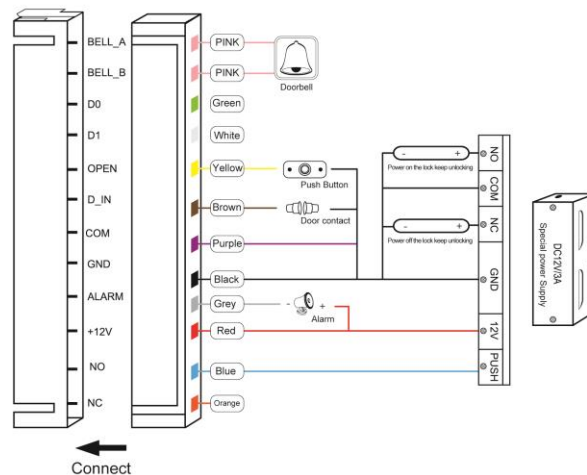 BELL_A
PINK
BELL_B
PINK
Doorbell
D0
Green
D1
White
OPEN
Yellow
Push Button
D_IN
Brown
Door contact
COM
Purple
GND
Black
ALARM
Grey
- +
Alarm
+12V
Red
NO
Blue
NC
Orange
Connect
- +
Power on the lock keep unlocking
- +
Power off the lock keep unlocking
NO
COM
NC
GND
12V
PUSH
DC12V/3A
Special power Supply